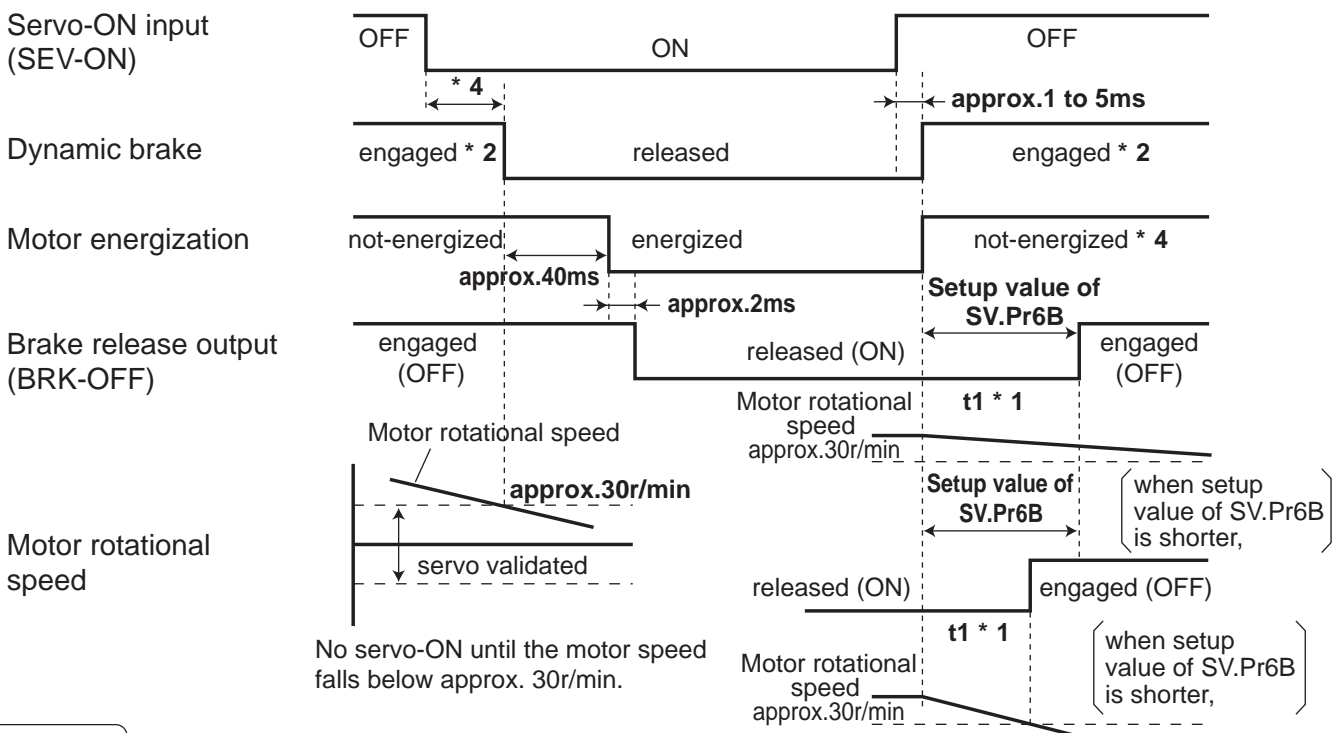 Servo-ON input
(SEV-ON)
OFF
ON
OFF
* 4
approx.1 to 5ms
Dynamic brake
engaged * 2
released
engaged * 2
Motor energization
not-energized
energized
not-energized * 4
approx.40ms
approx.2ms
Setup value of
SV.Pr6B
Brake release output
(BRK-OFF)
engaged
(OFF)
released (ON)
engaged
(OFF)
t1 * 1
Motor rotational
speed
approx.30r/min
Motor rotational speed
approx.30r/min
servo validated
Motor rotational
speed
No servo-ON until the motor speed
falls below approx. 30r/min.
Setup value of
SV.Pr6B
when setup
value of SV.Pr6B
is shorter,
released (ON)
engaged (OFF)
t1 * 1
when setup
value of SV.Pr6B
is shorter,
Motor rotational
speed
approx.30r/min